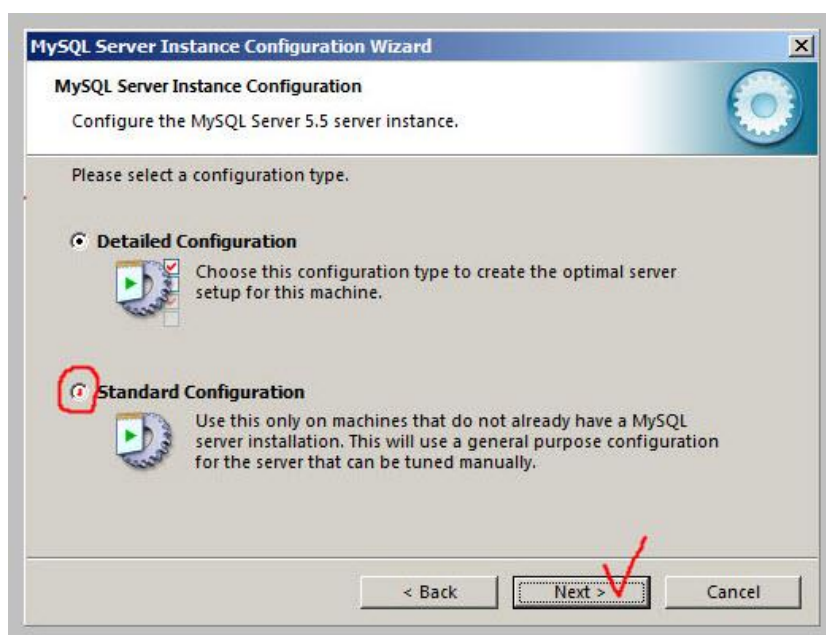 MySQL Server Instance Configuration Wizard
MySQL Server Instance Configuration
Configure the MySQL Server 5.5 server instance.
Please select a configuration type.
Detailed Configuration
Choose this configuration type to create the optimal server
setup for this machine.
Standard Configuration
Use this only on machines that do not already have a MySQL
server installation. This will use a general purpose configuration
for the server that can be tuned manually.
< Back
Next >
Cancel